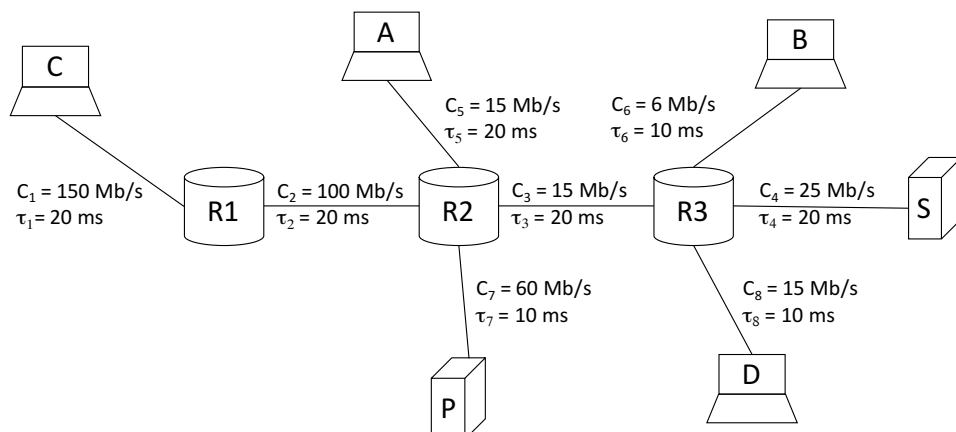 A
B
C
C₅ = 15 Mb/s
τ₅ = 20 ms
C₆ = 6 Mb/s
τ₆ = 10 ms
C₁ = 150 Mb/s
τ₁= 20 ms
R1
C₂ = 100 Mb/s
τ₂ = 20 ms
R2
C₃ = 15 Mb/s
τ₃ = 20 ms
R3
C₄ = 25 Mb/s
τ₄ = 20 ms
S
C₇ = 60 Mb/s
τ₇ = 10 ms
C₈ = 15 Mb/s
τ₈ = 10 ms
P
D